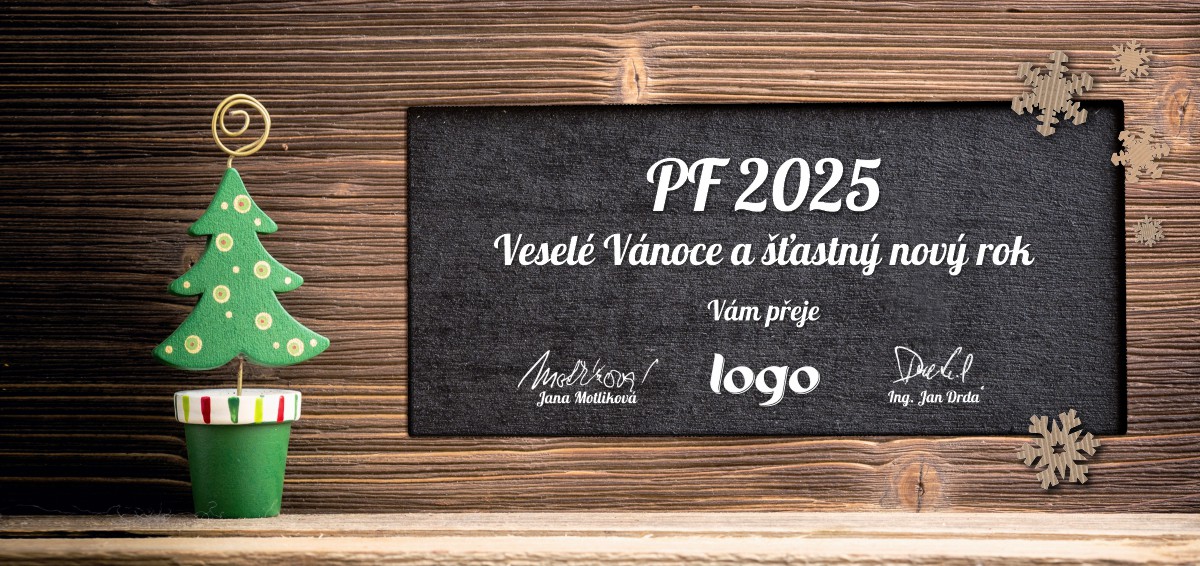 PF 2025
Veselé Vánoce a šťastný nový rok
Vám přeje
logo
Jana Motlíková
Ing. Jan Drda